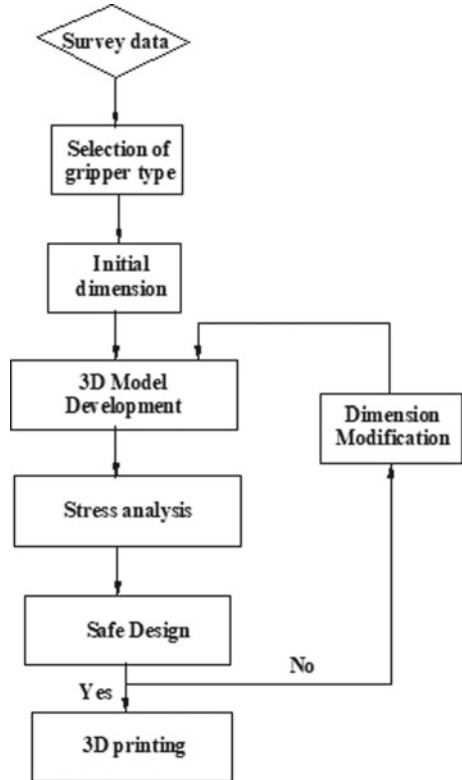 Survey data
Selection of
gripper type
Initial
dimension
3D Model
Development
Dimension
Modification
Stress analysis
Safe Design
No
Yes
3D printing